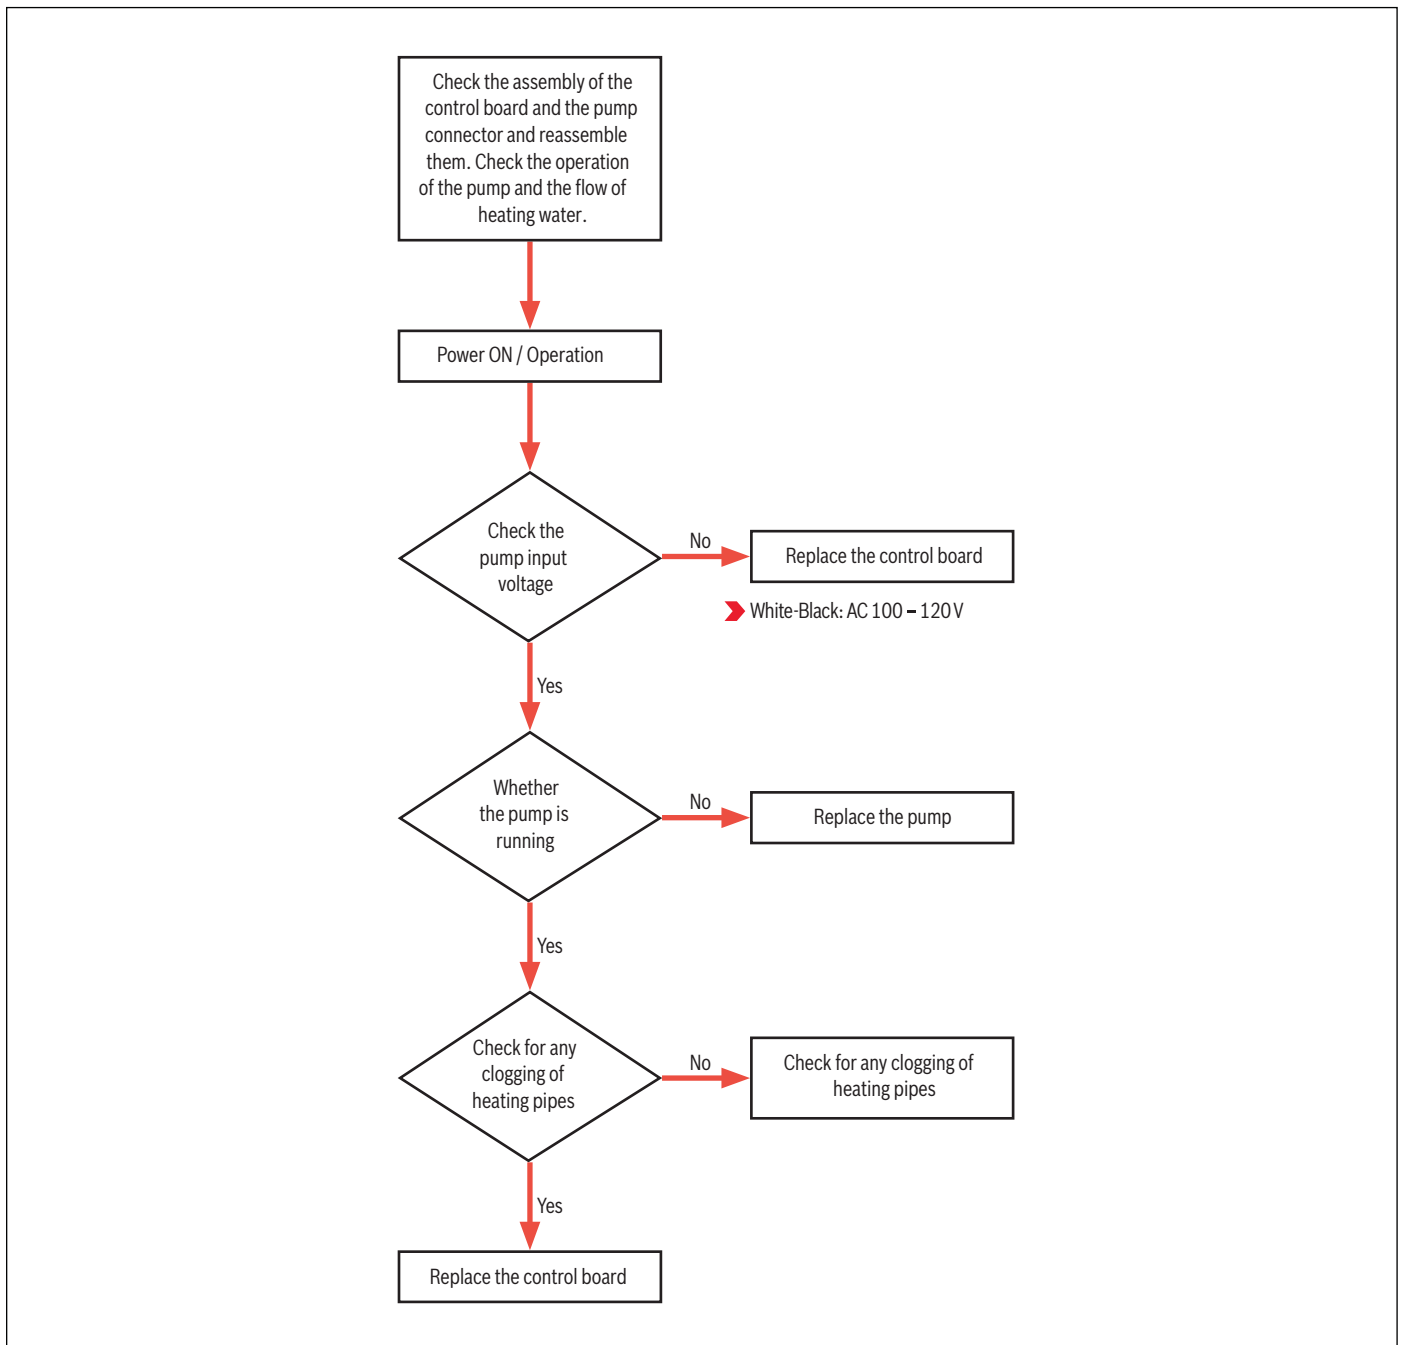 Check the assembly of the
control board and the pump
connector and reassemble
them. Check the operation
of the pump and the flow of
heating water.
Power ON / Operation
Check the
pump input
voltage
No
Replace the control board
White-Black: AC 100 – 120 V
Yes
Whether
the pump is
running
No
Replace the pump
Yes
Check for any
clogging of
heating pipes
No
Check for any clogging of
heating pipes
Yes
Replace the control board